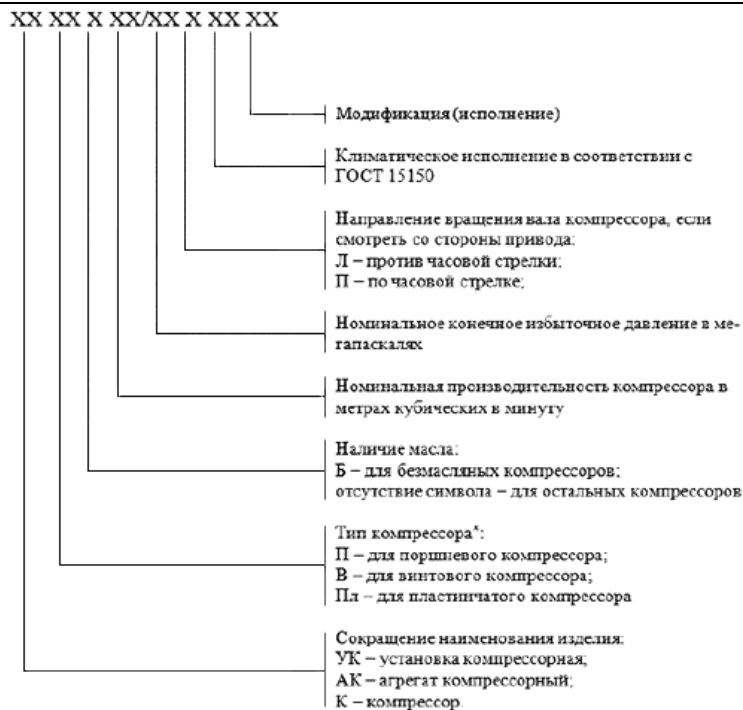 XX XX X XX/XX X XX XX
Модификация (исполнение)
Климатическое исполнение в соответствии с
ГОСТ 15150
Направление вращения вала компрессора, если
смотреть со стороны привода:
Л – против часовой стрелки;
П – по часовой стрелке;
Номинальное конечное избыточное давление в ме-
гапаскалях
Номинальная производительность компрессора в
метрах кубических в минуту
Наличие масла:
Б – для безмасляных компрессоров;
отсутствие символа – для остальных компрессоров
Тип компрессора*:
П – для поршневого компрессора;
В – для винтового компрессора;
Пл – для пластинчатого компрессора
Сокращение наименования изделия:
УК – установка компрессорная;
АК – агрегат компрессорный;
К – компрессор.